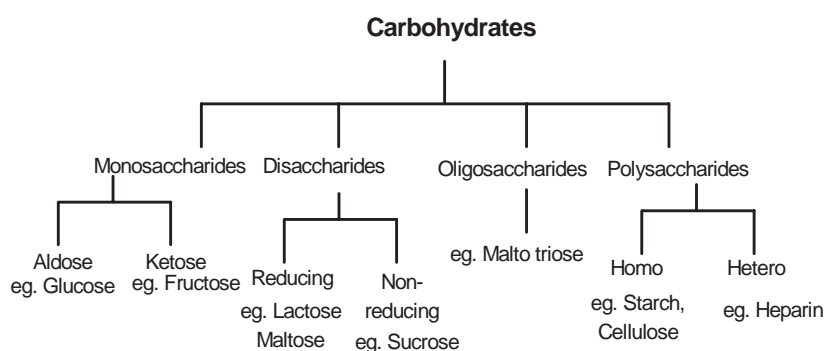 Carbohydrates
Monosaccharides
Disaccharides
Oligosaccharides
Polysaccharides
Aldose
eg. Glucose
Ketose
eg. Fructose
Reducing
eg. Lactose
Maltose
Non-
reducing
eg. Sucrose
eg. Malto triose
Homo
eg. Starch,
Cellulose
Hetero
eg. Heparin